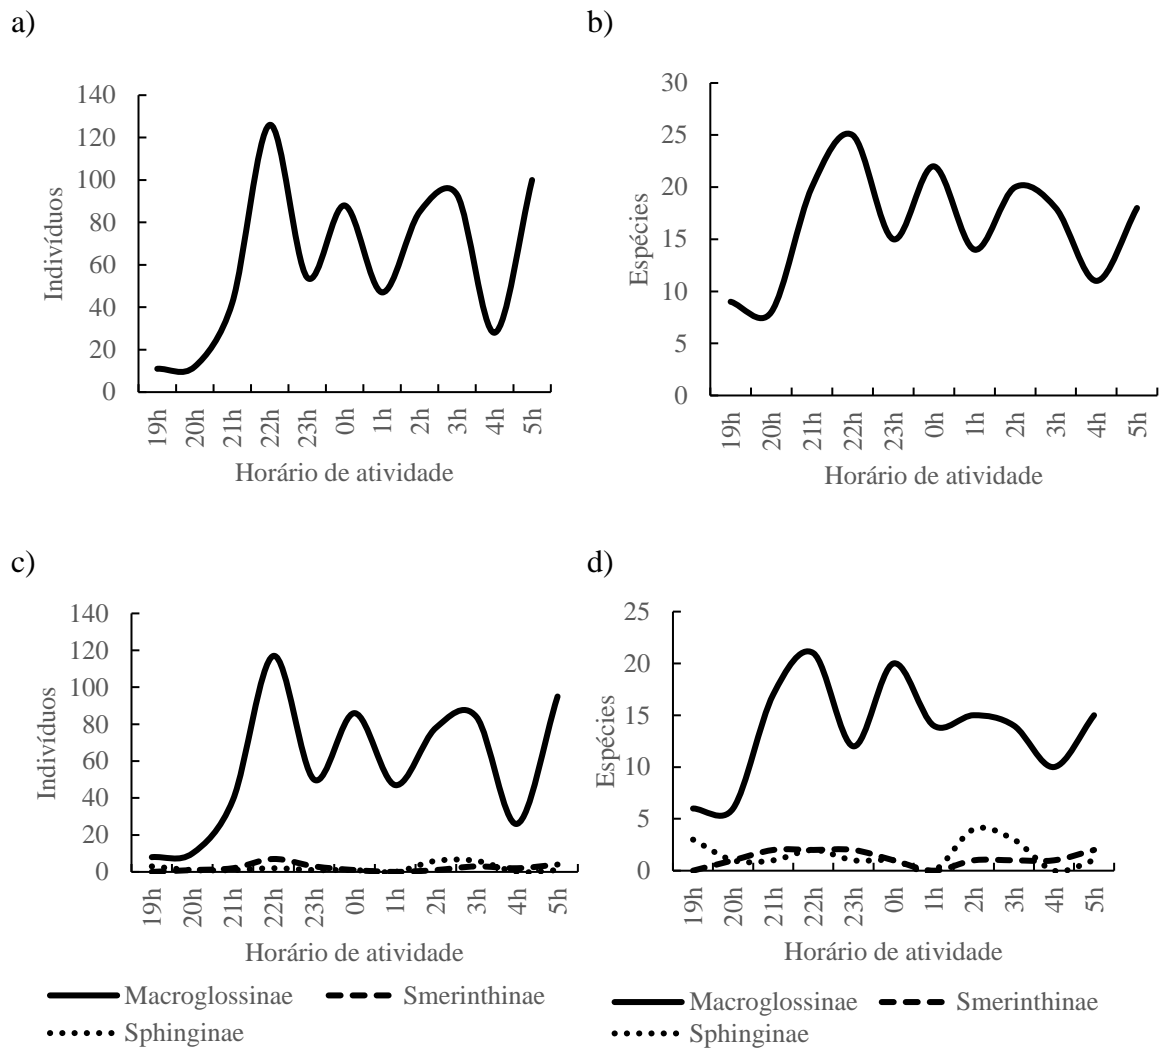 a)
140
120
100
80
60
40
20
0
Indivíduos
19h
20h
21h
22h
23h
0h
1h
2h
3h
4h
5h
Horário de atividade
b)
30
25
20
15
10
5
0
Espécies
19h
20h
21h
22h
23h
0h
1h
2h
3h
4h
5h
Horário de atividade
c)
140
120
100
80
60
40
20
0
Indivíduos
19h
20h
21h
22h
23h
0h
1h
2h
3h
4h
5h
Horário de atividade
Macroglossinae
Smerinthinae
Sphinginae
d)
25
20
15
10
5
0
Espécies
19h
20h
21h
22h
23h
0h
1h
2h
3h
4h
5h
Horário de atividade
Macroglossinae
Smerinthinae
Sphinginae